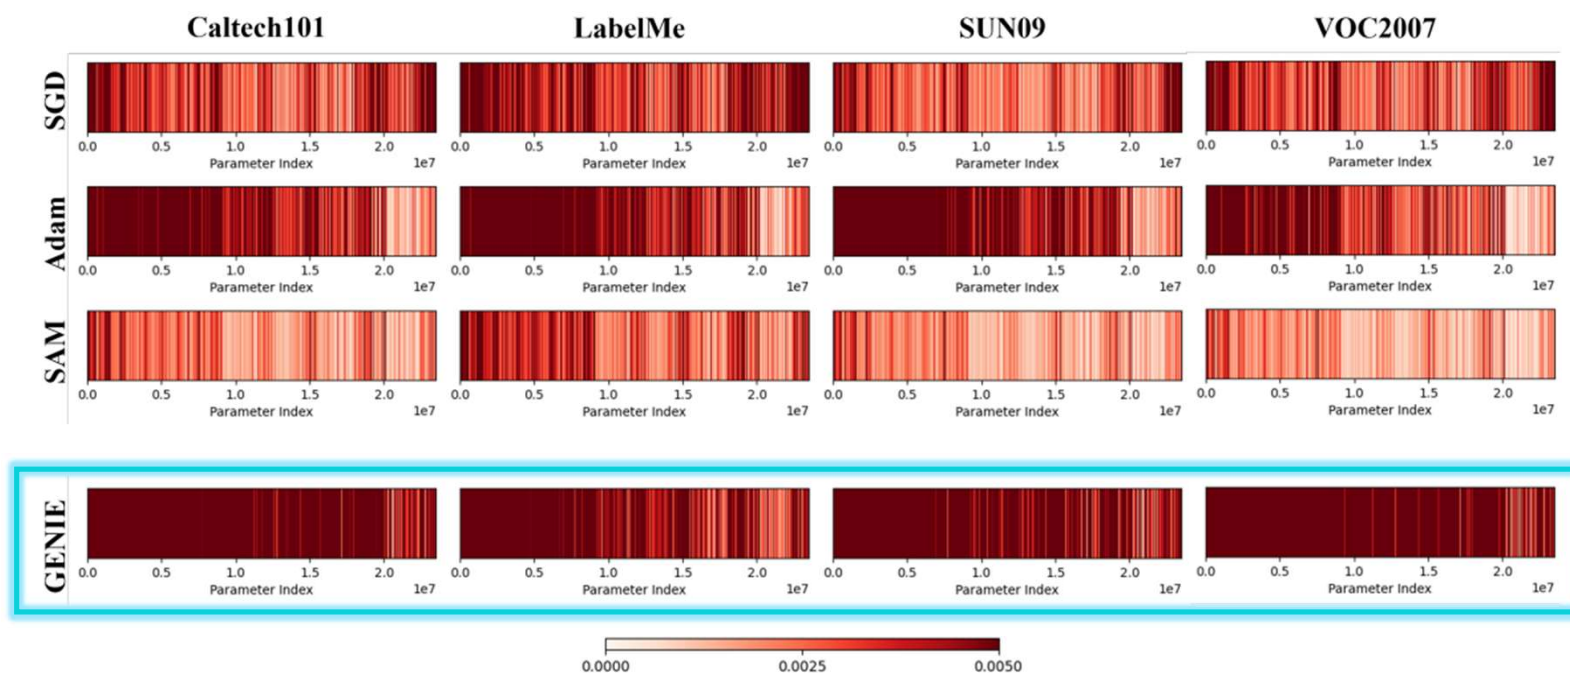 Caltech101 LabelMe SUN09 VOC2007
SGD
0.0 0.5 1.0 1.5 2.0 0.0 0.5 1.0 1.5 2.0 0.0 0.5 1.0 1.5 2.0 0.0 0.5 1.0 1.5 2.0
Parameter Index 1e7 Parameter Index 1e7 Parameter Index 1e7 Parameter Index 1e7
Adam
0.0 0.5 1.0 1.5 2.0 0.0 0.5 1.0 1.5 2.0 0.0 0.5 1.0 1.5 2.0 0.0 0.5 1.0 1.5 2.0
Parameter Index 1e7 Parameter Index 1e7 Parameter Index 1e7 Parameter Index 1e7
SAM
0.0 0.5 1.0 1.5 2.0 0.0 0.5 1.0 1.5 2.0 0.0 0.5 1.0 1.5 2.0 0.0 0.5 1.0 1.5 2.0
Parameter Index 1e7 Parameter Index 1e7 Parameter Index 1e7 Parameter Index 1e7
GENIE
0.0 0.5 1.0 1.5 2.0 0.0 0.5 1.0 1.5 2.0 0.0 0.5 1.0 1.5 2.0 0.0 0.5 1.0 1.5 2.0
Parameter Index 1e7 Parameter Index 1e7 Parameter Index 1e7 Parameter Index 1e7
0.0000 0.0025 0.0050